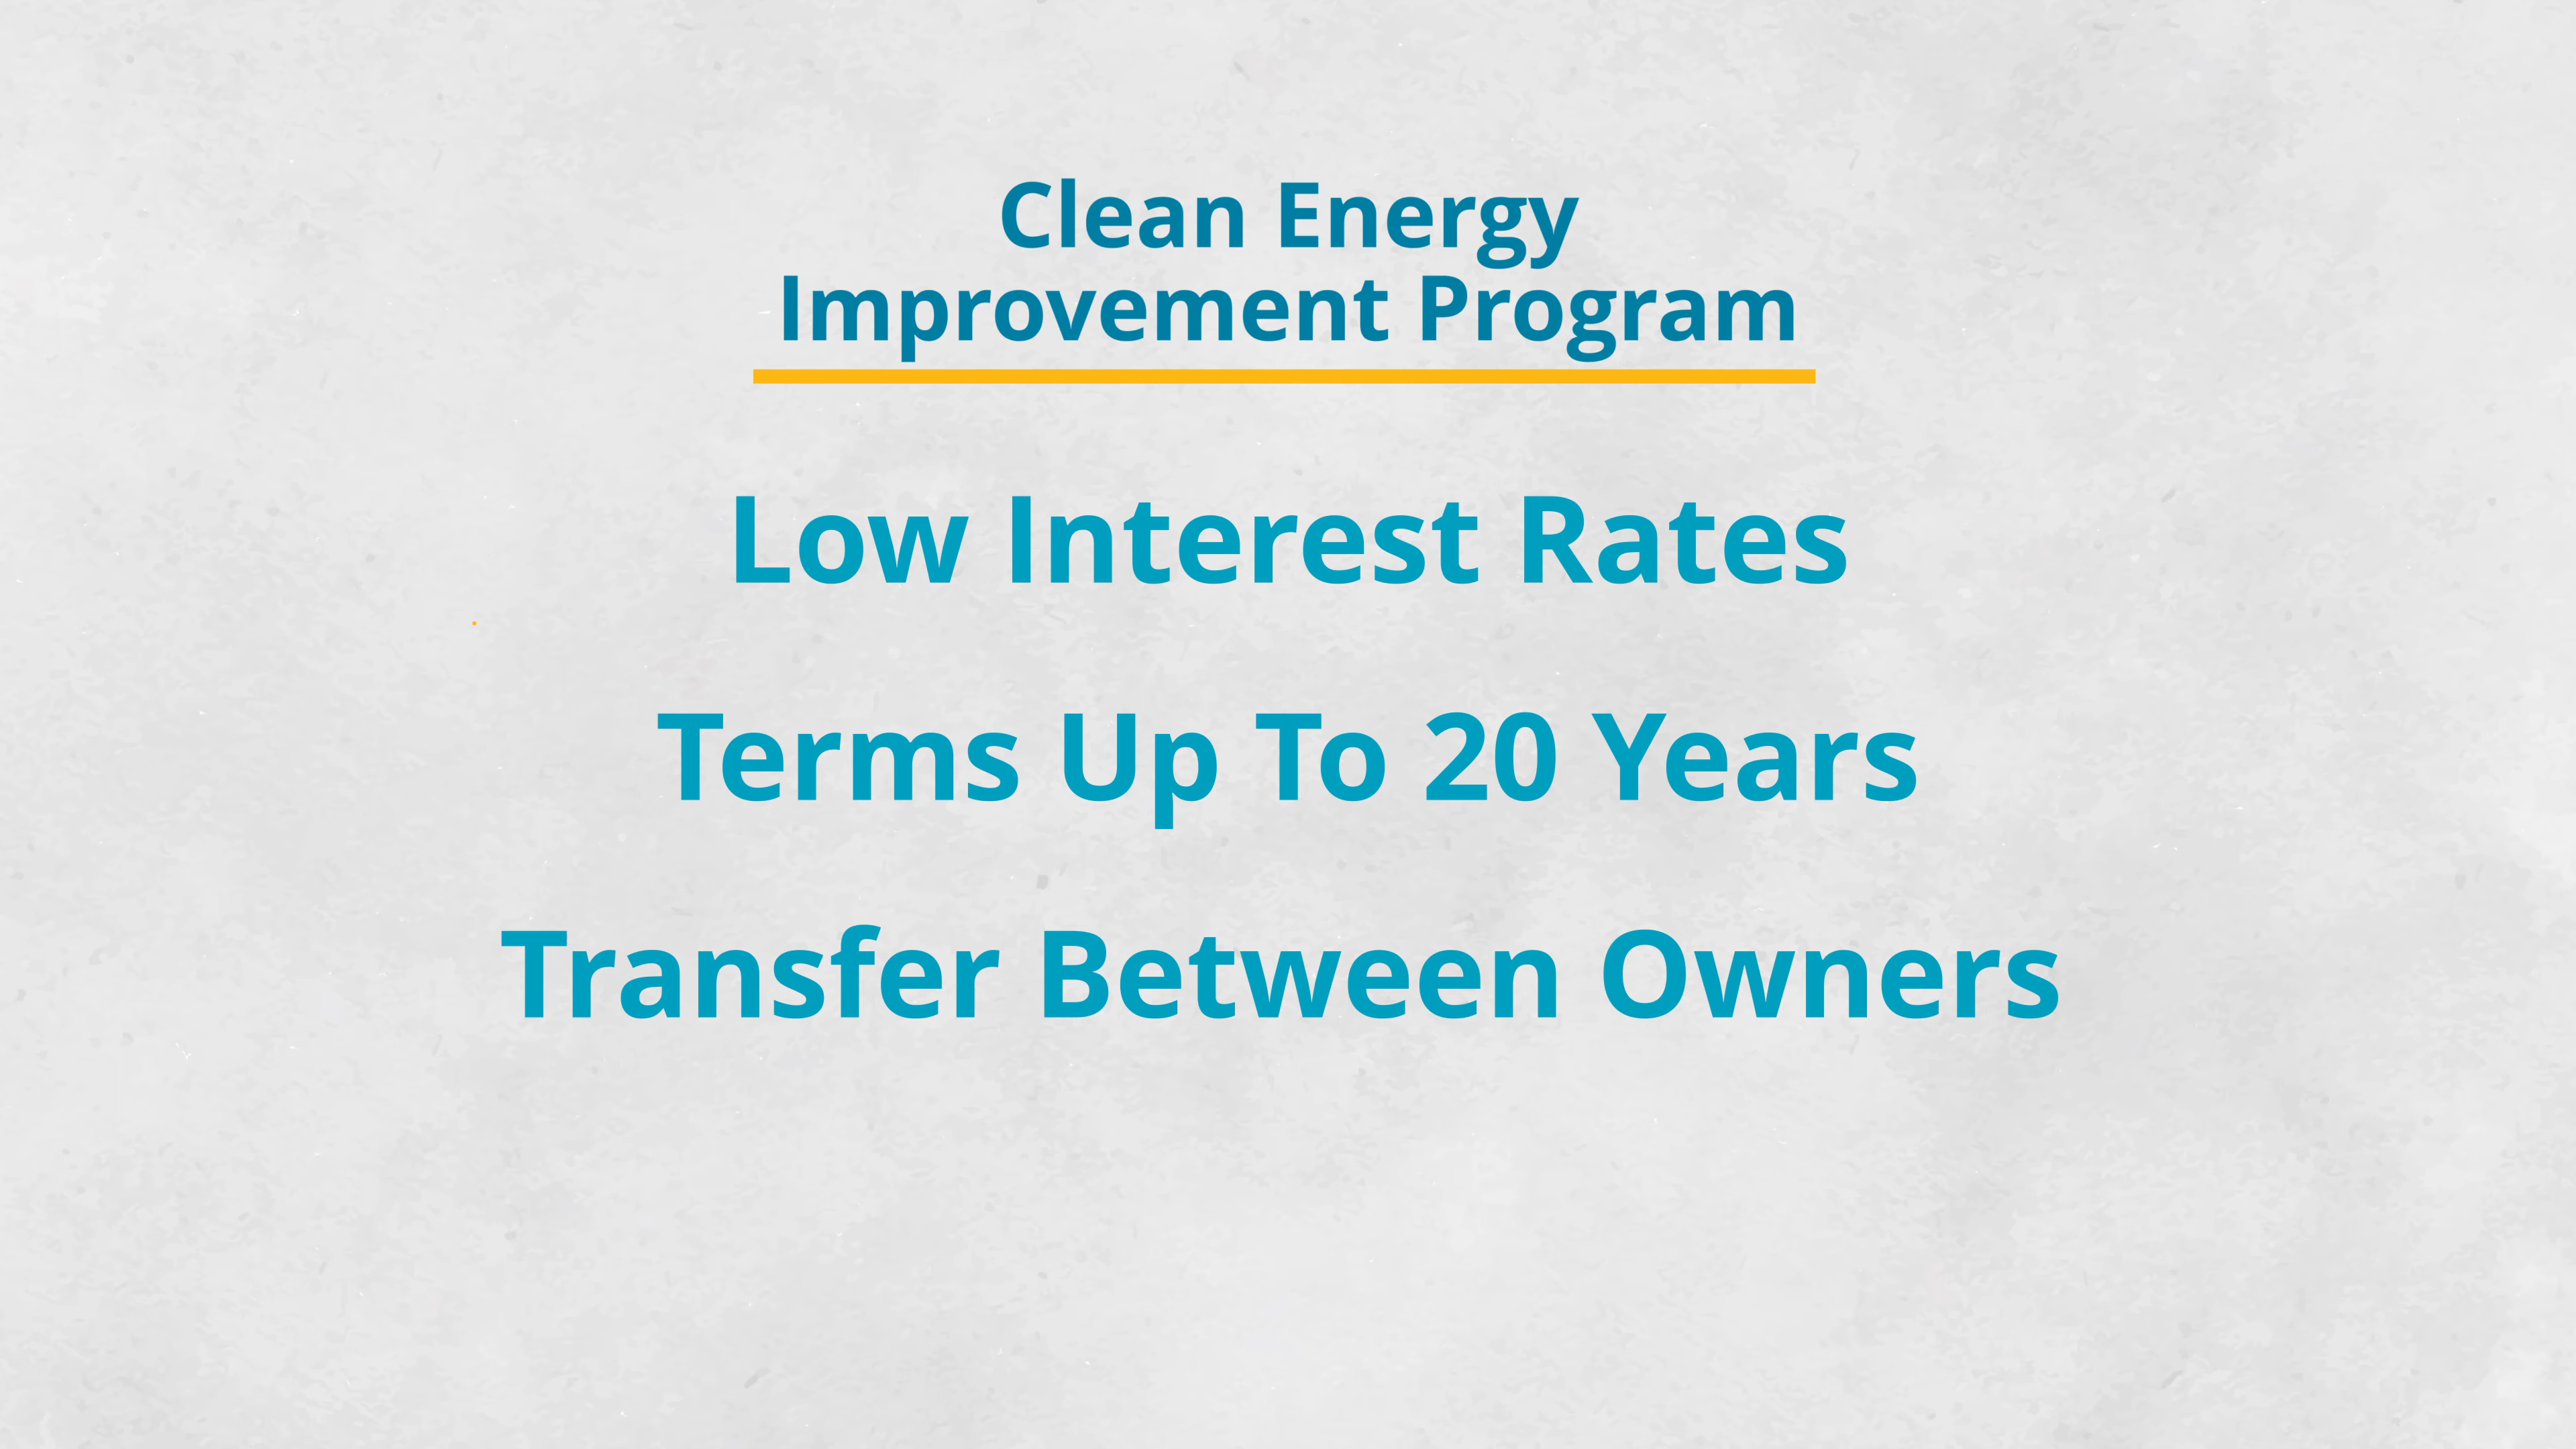 Clean Energy
Improvement Program
Low Interest Rates
Terms Up To 20 Years
Transfer Between Owners